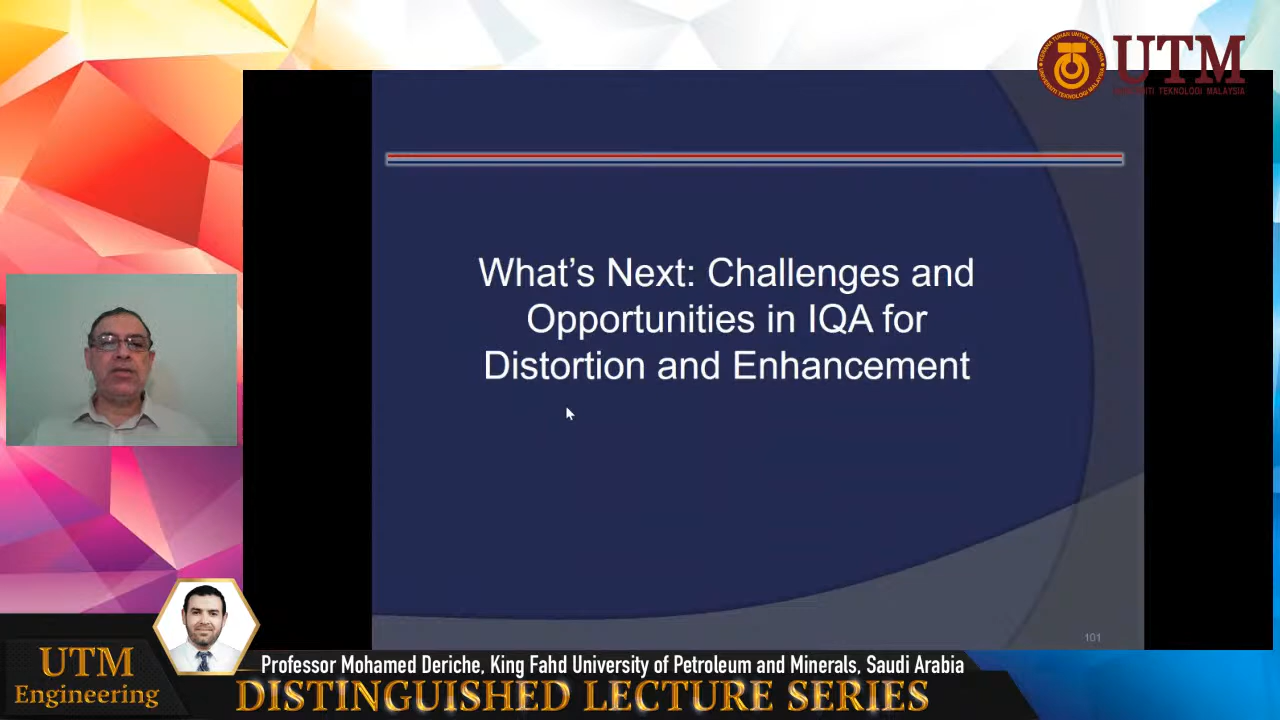 UTM
UNIVERSITI TEKNOLOGI MALAYSIA
What’s Next: Challenges and
Opportunities in IQA for
Distortion and Enhancement
101
Professor Mohamed Deriche, King Fahd University of Petroleum and Minerals, Saudi Arabia
UTM
Engineering
DISTINGUISHED LECTURE SERIES